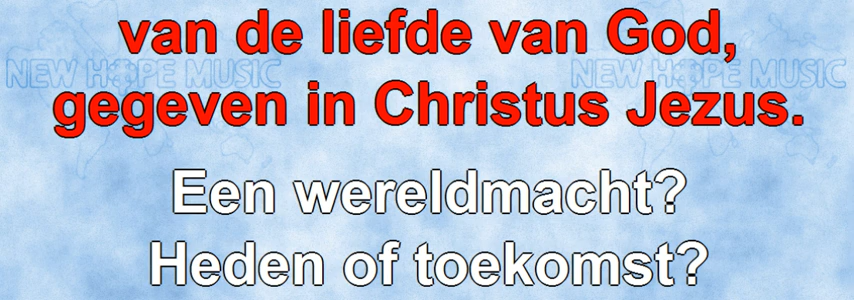 van de liefde van God,
NEW HOPE MUSIC NEW HOPE MUSIC
gegeven in Christus Jezus.
Een wereldmacht?
Heden of toekomst?